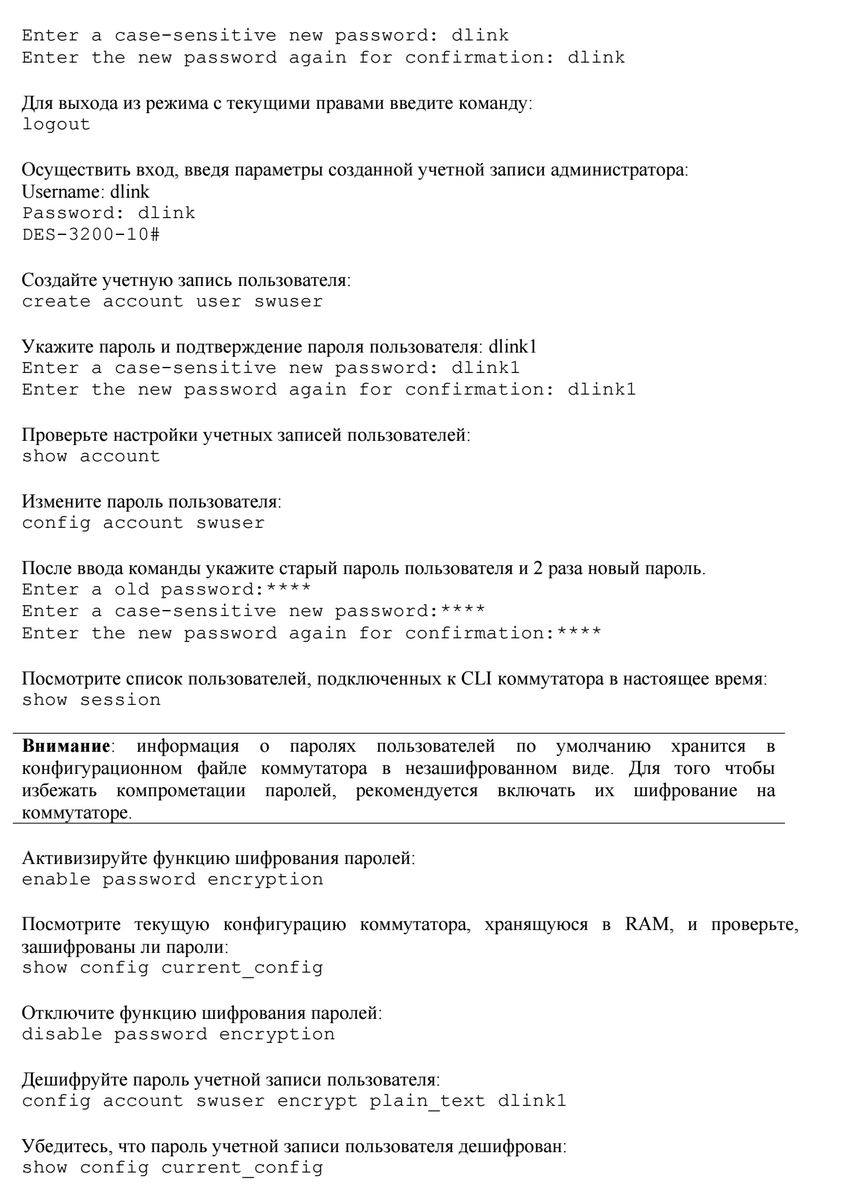 Enter a case-sensitive new password: dlink
Enter the new password again for confirmation: dlink
Для выхода из режима с текущими правами введите команду:
logout
Осуществить вход, введя параметры созданной учетной записи администратора:
Username: dlink
Password: dlink
DES-3200-10#
Создайте учетную запись пользователя:
create account user swuser
Укажите пароль и подтверждение пароля пользователя: dlink1
Enter a case-sensitive new password: dlink1
Enter the new password again for confirmation: dlink1
Проверьте настройки учетных записей пользователей:
show account
Измените пароль пользователя:
config account swuser
После ввода команды укажите старый пароль пользователя и 2 раза новый пароль.
Enter a old password:****
Enter a case-sensitive new password:****
Enter the new password again for confirmation:****
Посмотрите список пользователей, подключенных к CLI коммутатора в настоящее время:
show session
Внимание: информация о паролях пользователей по умолчанию хранится в
конфигурационном файле коммутатора в незашифрованном виде. Для того чтобы
избежать компрометации паролей, рекомендуется включать их шифрование на
коммутаторе.
Активизируйте функцию шифрования паролей:
enable password encryption
Посмотрите текущую конфигурацию коммутатора, хранящуюся в RAM, и проверьте,
зашифрованы ли пароли:
show config current_config
Отключите функцию шифрования паролей:
disable password encryption
Дешифруйте пароль учетной записи пользователя:
config account swuser encrypt plain_text dlink1
Убедитесь, что пароль учетной записи пользователя дешифрован:
show config current_config